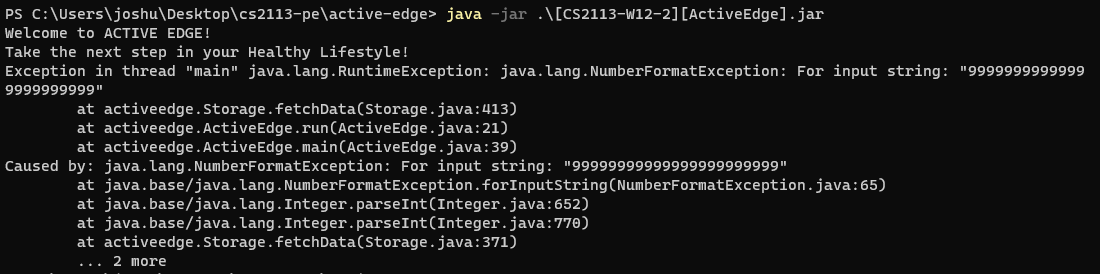 PS C:\Users\joshu\Desktop\cs2113-pe\active-edge> java -jar .\[CS2113-W12-2][ActiveEdge].jar
Welcome to ACTIVE EDGE!
Take the next step in your Healthy Lifestyle!
Exception in thread "main" java.lang.RuntimeException: java.lang.NumberFormatException: For input string: "9999999999999
9999999999"
        at activeedge.Storage.fetchData(Storage.java:413)
        at activeedge.ActiveEdge.run(ActiveEdge.java:21)
        at activeedge.ActiveEdge.main(ActiveEdge.java:39)
Caused by: java.lang.NumberFormatException: For input string: "99999999999999999999999"
        at java.base/java.lang.NumberFormatException.forInputString(NumberFormatException.java:65)
        at java.base/java.lang.Integer.parseInt(Integer.java:652)
        at java.base/java.lang.Integer.parseInt(Integer.java:770)
        at activeedge.Storage.fetchData(Storage.java:371)
        ... 2 more